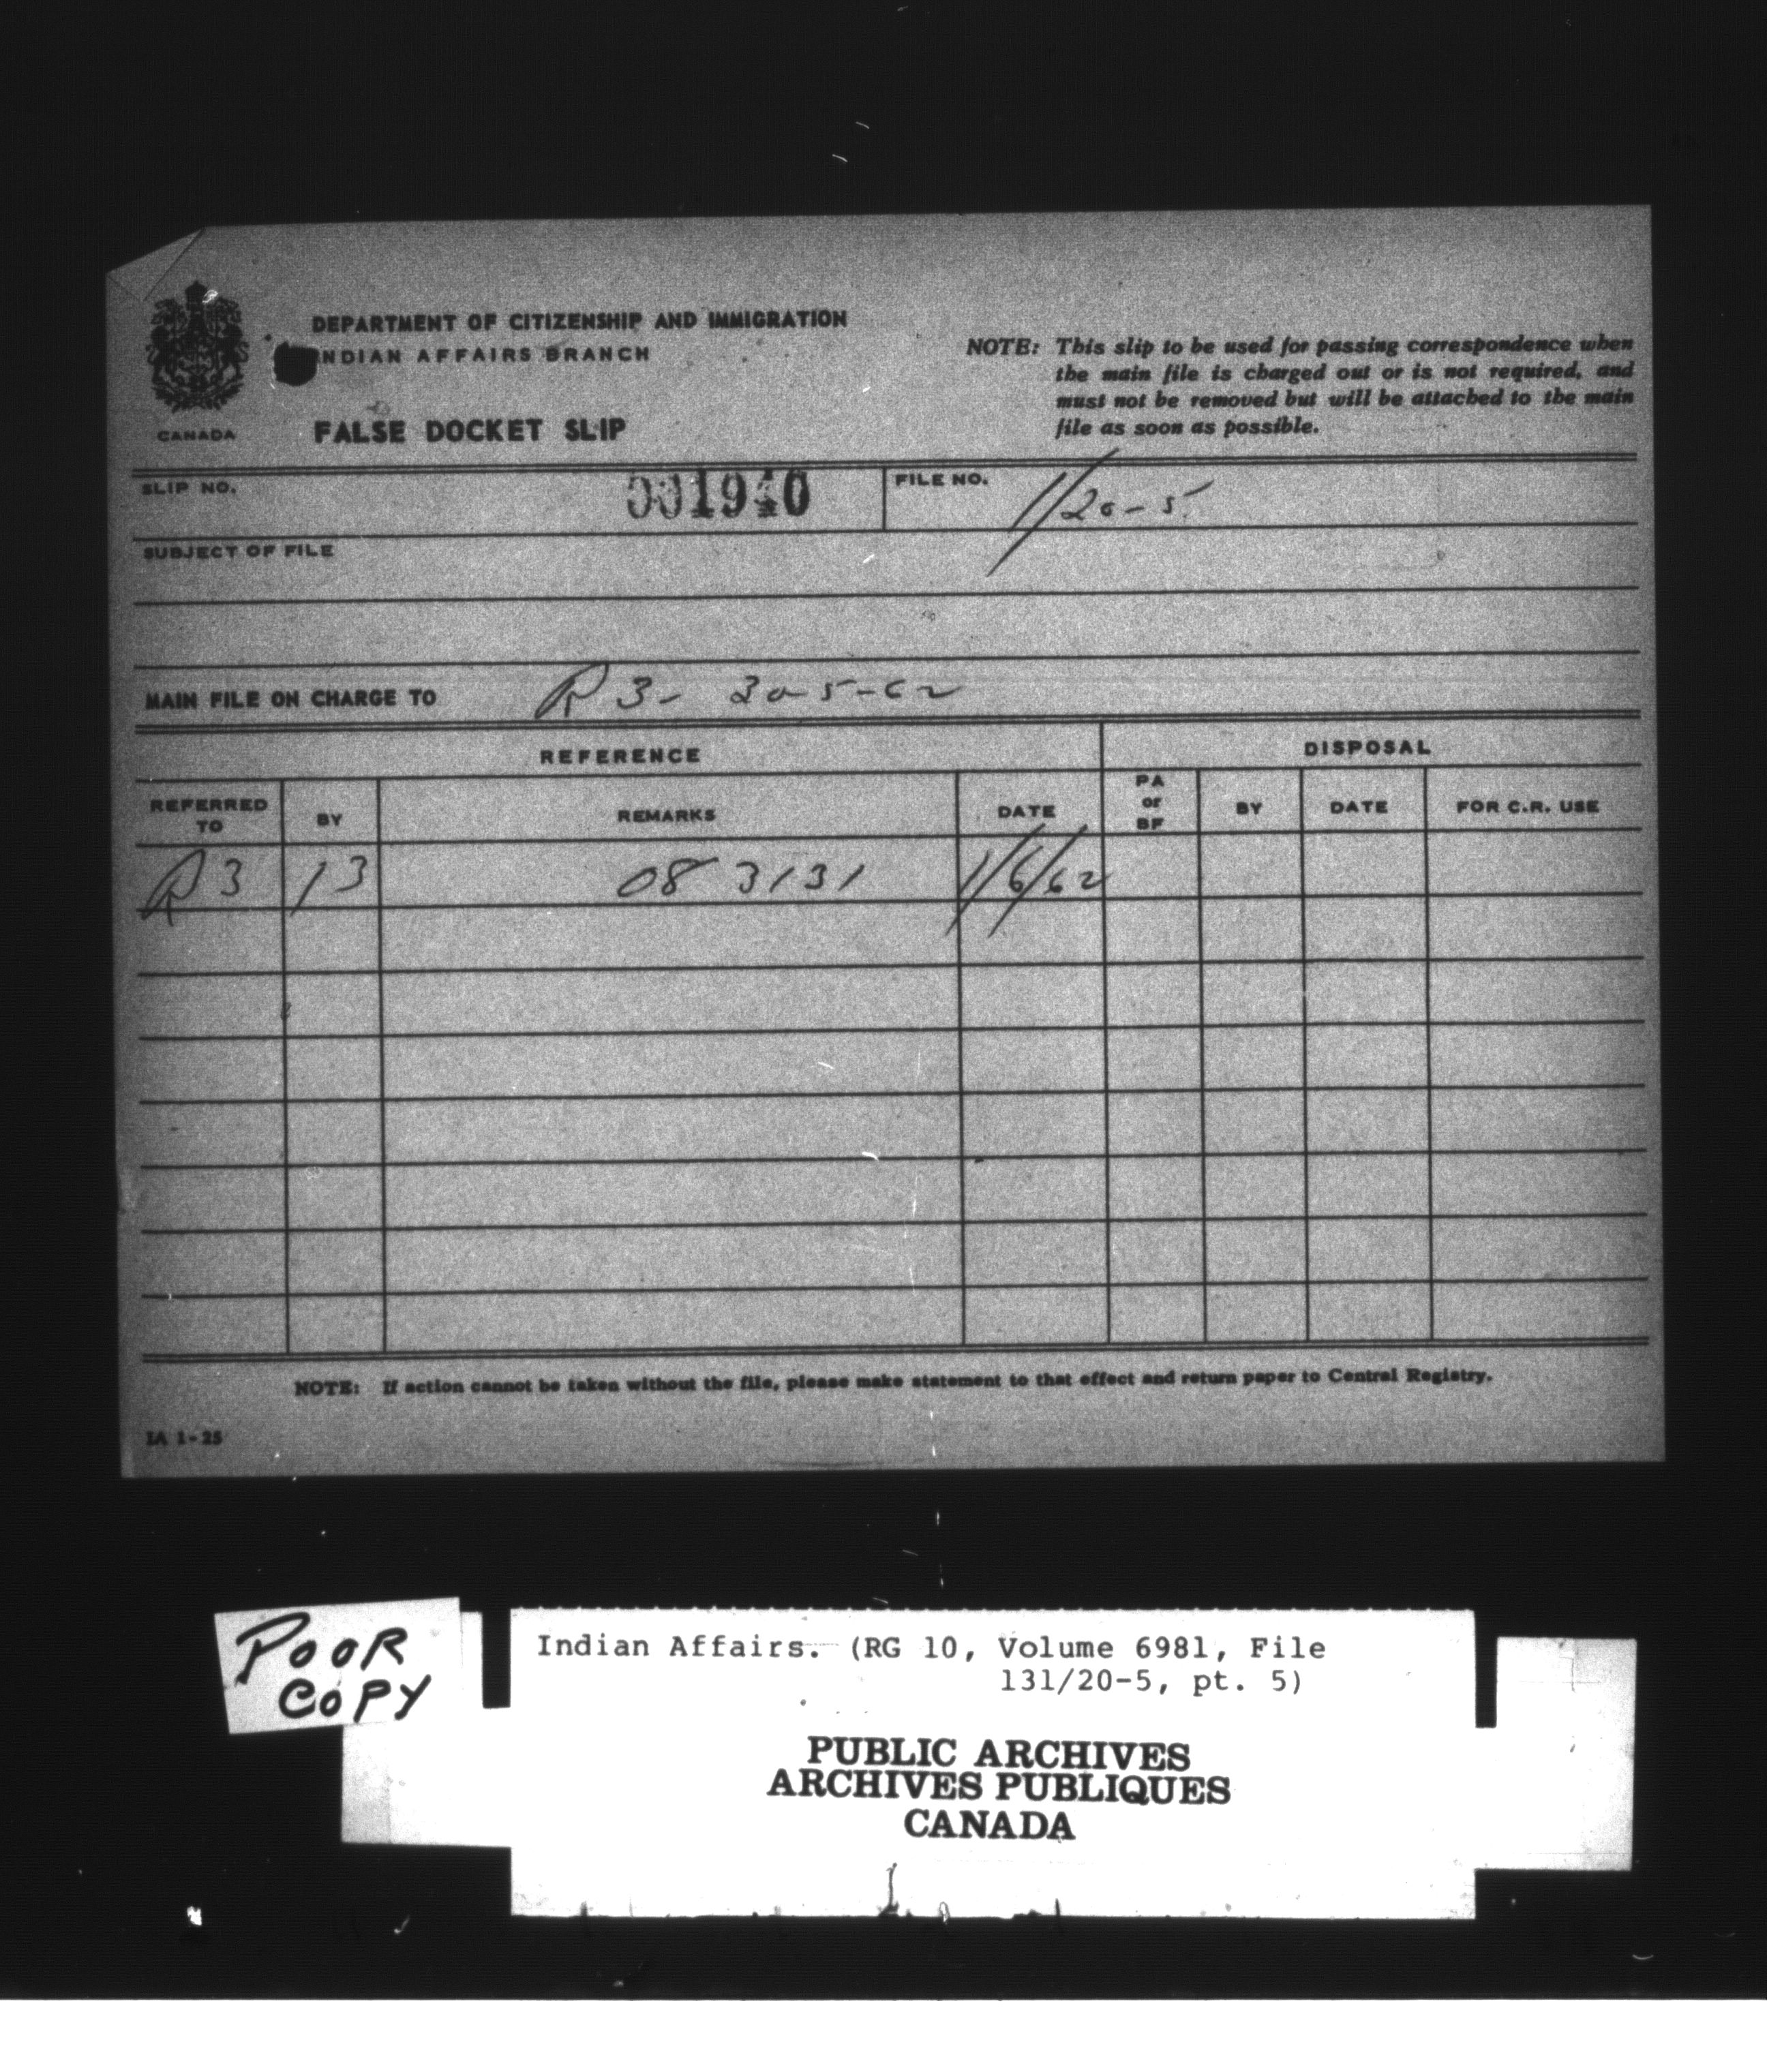 DEPARTMENT OF CITIZENSHIP AND IMMIGRATION
INDIAN AFFAIRS BRANCH
FALSE DOCKET SLIP
CANADA
NOTE: This slip to be used for passing correspondence when
the main file is charged out or is not required, and
must not be removed but will be attached to the main
file as soon as possible.
SLIP NO. 001940 FILE NO. 1/20-5
SUBJECT OF FILE
MAIN FILE ON CHARGE TO R3- 30-5-62
REFERENCE DISPOSAL
REFERRED TO BY REMARKS DATE PA or BF BY DATE FOR C.R. USE
R3 13 08 3131 1/6/62
NOTE: If action cannot be taken without the file, please make statement to that effect and return paper to Central Registry.
IA 1-25
POOR
COPY
Indian Affairs. (RG 10, Volume 6981, File
131/20-5, pt. 5)
PUBLIC ARCHIVES
ARCHIVES PUBLIQUES
CANADA